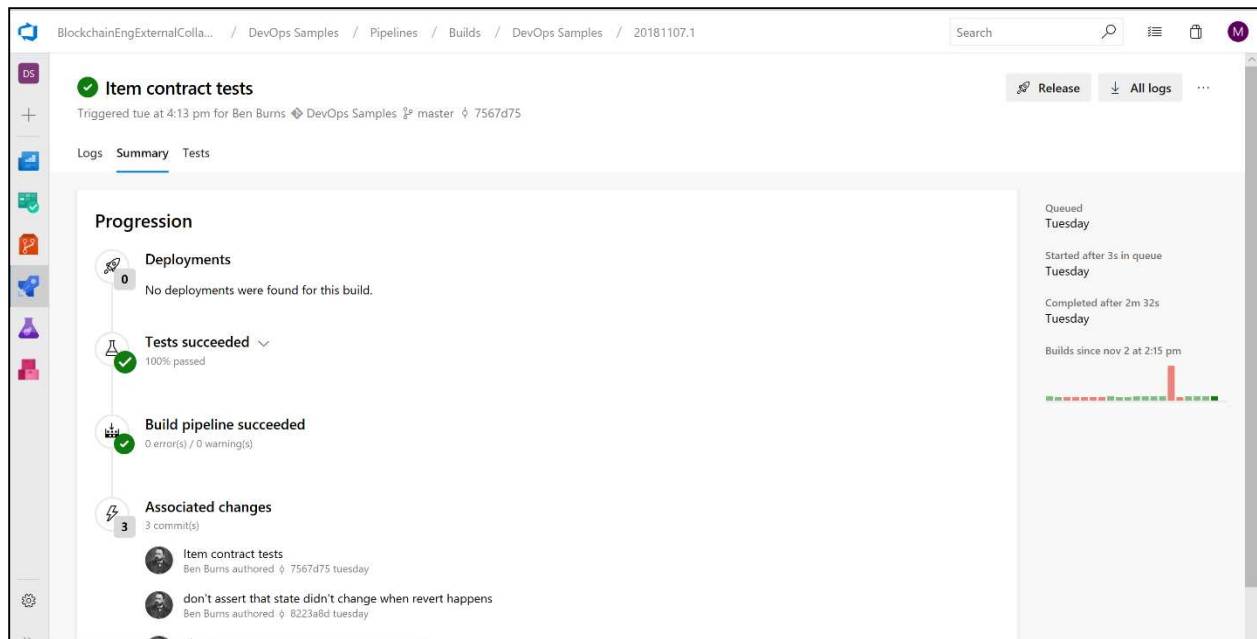 BlockchainEngExternalColla... / DevOps Samples / Pipelines / Builds / DevOps Samples / 20181107.1
Search
M
DS
Item contract tests
Release
All logs
...
Triggered tue at 4:13 pm for Ben Burns DevOps Samples master 7567d75
Logs Summary Tests
Progression
Deployments
0
No deployments were found for this build.
Tests succeeded
100% passed
Build pipeline succeeded
0 error(s) / 0 warning(s)
Associated changes
3
3 commit(s)
Item contract tests
Ben Burns authored 7567d75 tuesday
don't assert that state didn't change when revert happens
Ben Burns authored 8223a8d tuesday
Queued
Tuesday
Started after 3s in queue
Tuesday
Completed after 2m 32s
Tuesday
Builds since nov 2 at 2:15 pm